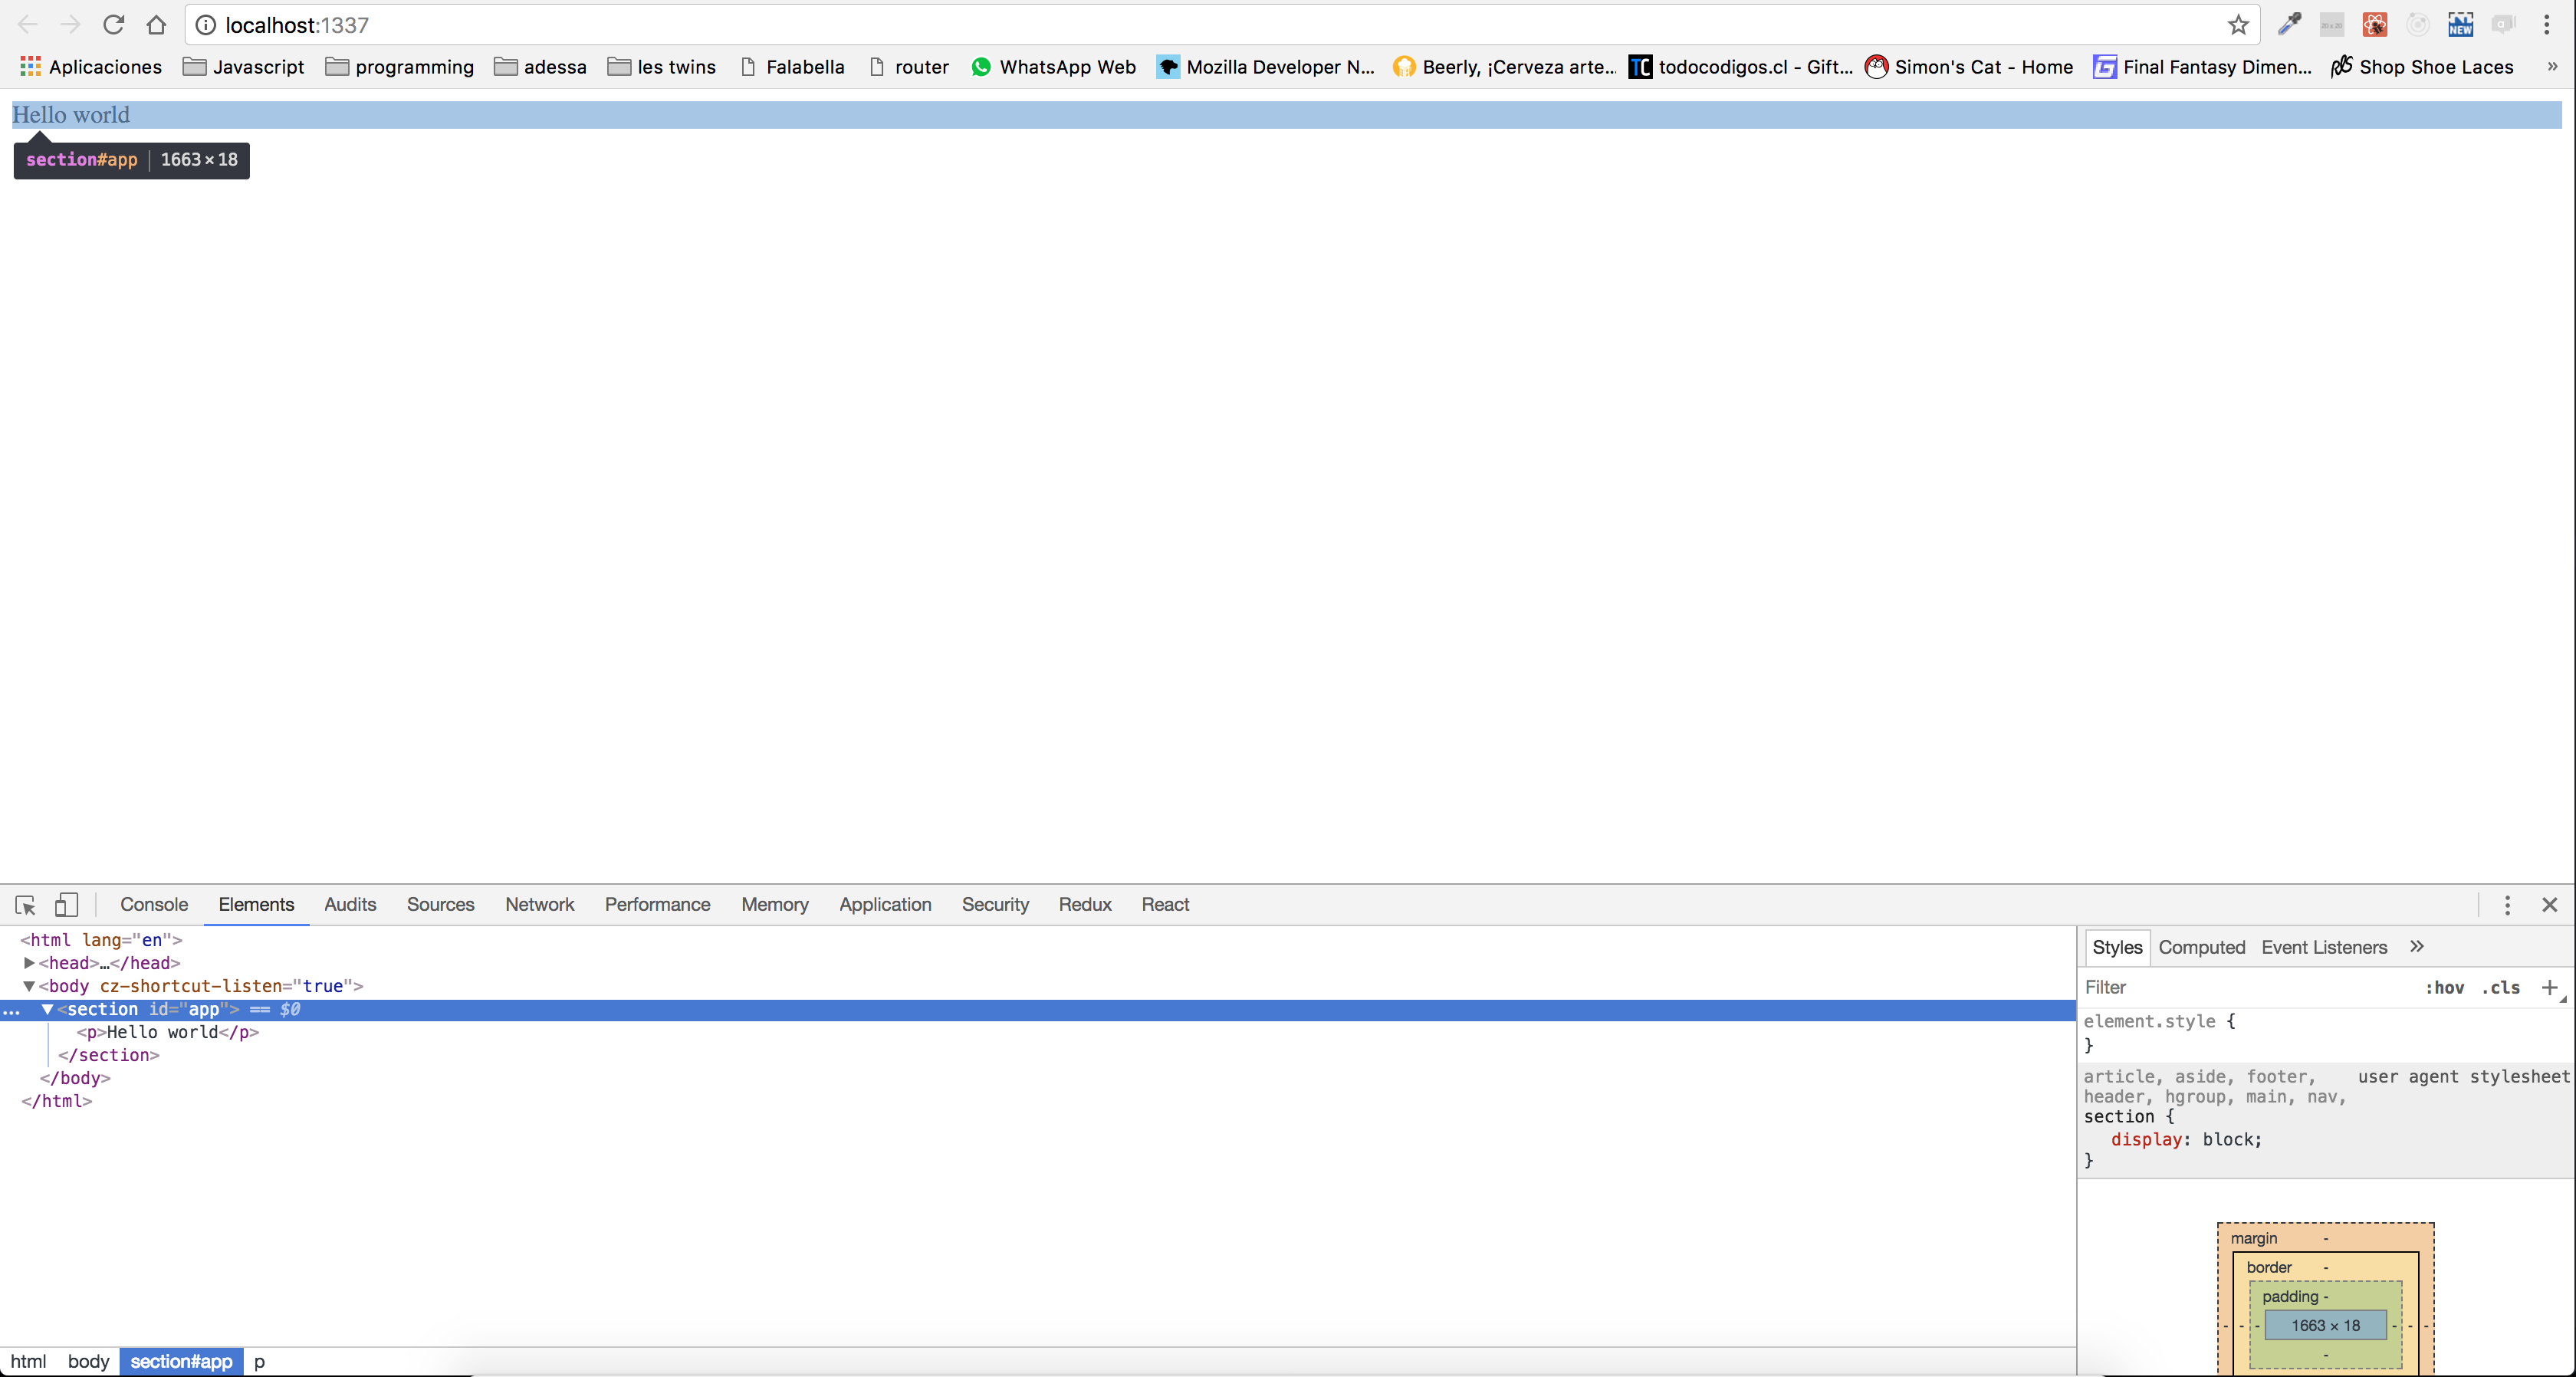 localhost:1337
Aplicaciones Javascript programming adessa les twins Falabella router WhatsApp Web Mozilla Developer N... Beerly, ¡Cerveza arte... TC todocodigos.cl - Gift... Simon's Cat - Home Final Fantasy Dimen... Shop Shoe Laces »
Hello world
section#app | 1663 × 18
Console Elements Audits Sources Network Performance Memory Application Security Redux React
<html lang="en">
▶<head>…</head>
▼<body cz-shortcut-listen="true">
… ▼<section id="app"> == $0
<p>Hello world</p>
</section>
</body>
</html>
html body section#app p
Styles Computed Event Listeners »
Filter :hov .cls +
element.style {
}
article, aside, footer, user agent stylesheet
header, hgroup, main, nav,
section {
display: block;
}
margin -
border -
padding -
- - - 1663 × 18 - - -
-